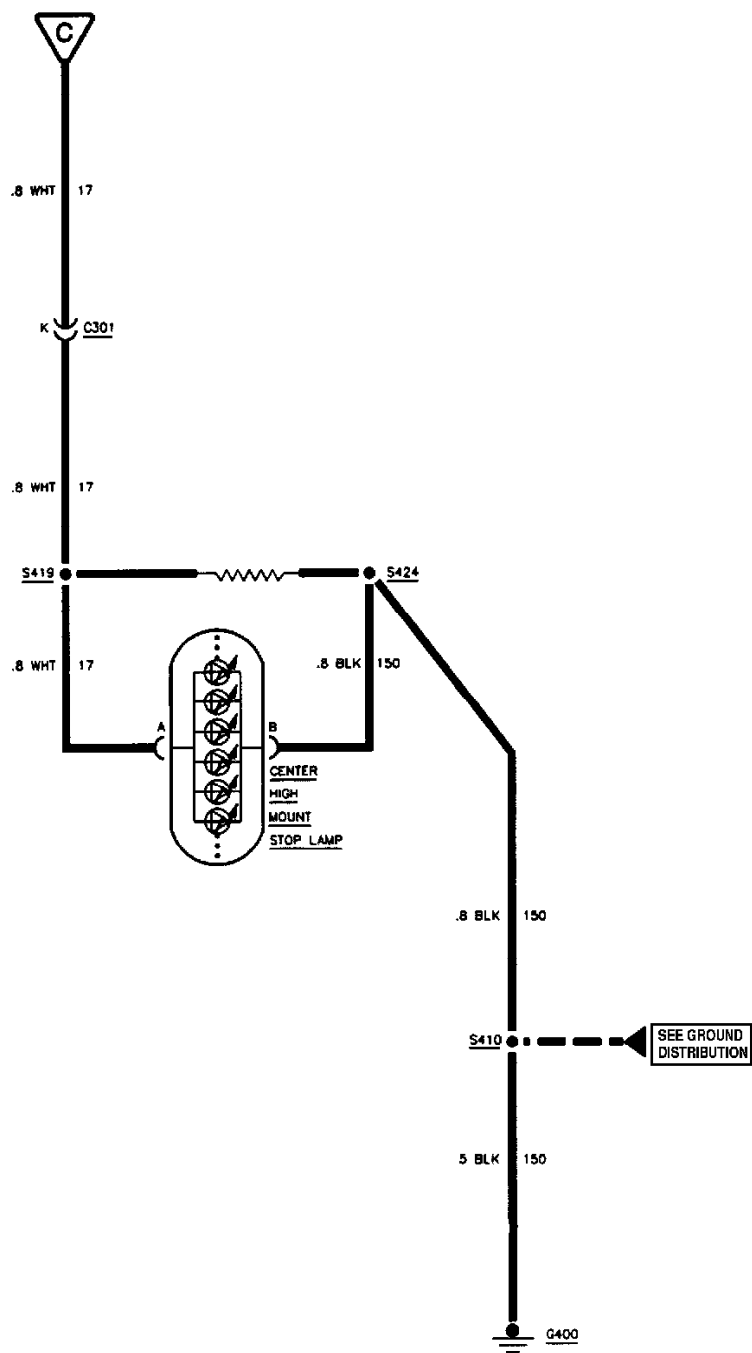 C
.8 WHT 17
K C301
.8 WHT 17
S419 S424
.8 WHT 17 .8 BLK 150
A B
CENTER
HIGH
MOUNT
STOP LAMP
.8 BLK 150
S410 SEE GROUND
DISTRIBUTION
5 BLK 150
G400